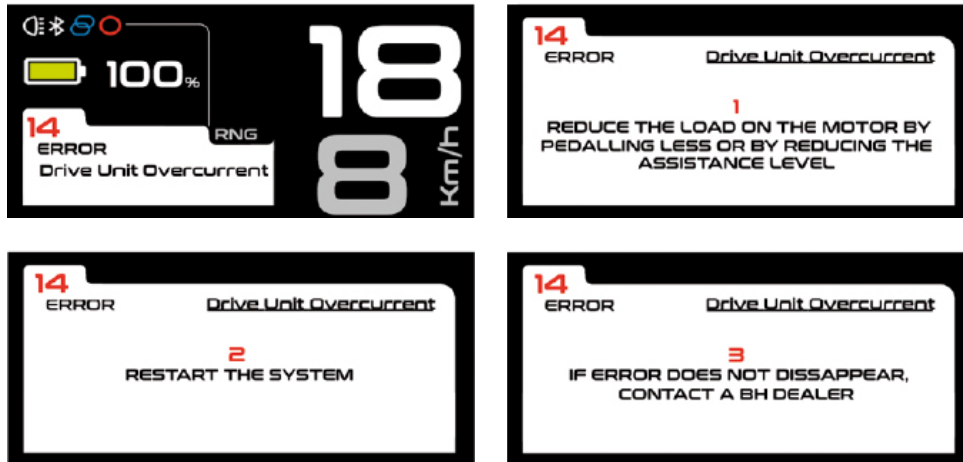 100%
18
8
Km/h
RNG
14
ERROR
Drive Unit Overcurrent
14
ERROR
Drive Unit Overcurrent
1
REDUCE THE LOAD ON THE MOTOR BY
PEDALLING LESS OR BY REDUCING THE
ASSISTANCE LEVEL
14
ERROR
Drive Unit Overcurrent
2
RESTART THE SYSTEM
14
ERROR
Drive Unit Overcurrent
3
IF ERROR DOES NOT DISSAPPEAR,
CONTACT A BH DEALER